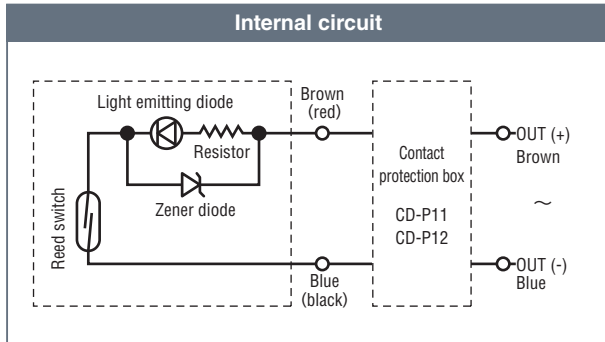 Internal circuit
Light emitting diode
Brown
(red)
Resistor
Zener diode
Reed switch
Contact
protection box
CD-P11
CD-P12
OUT (+)
Brown
~
OUT (-)
Blue
Blue
(black)